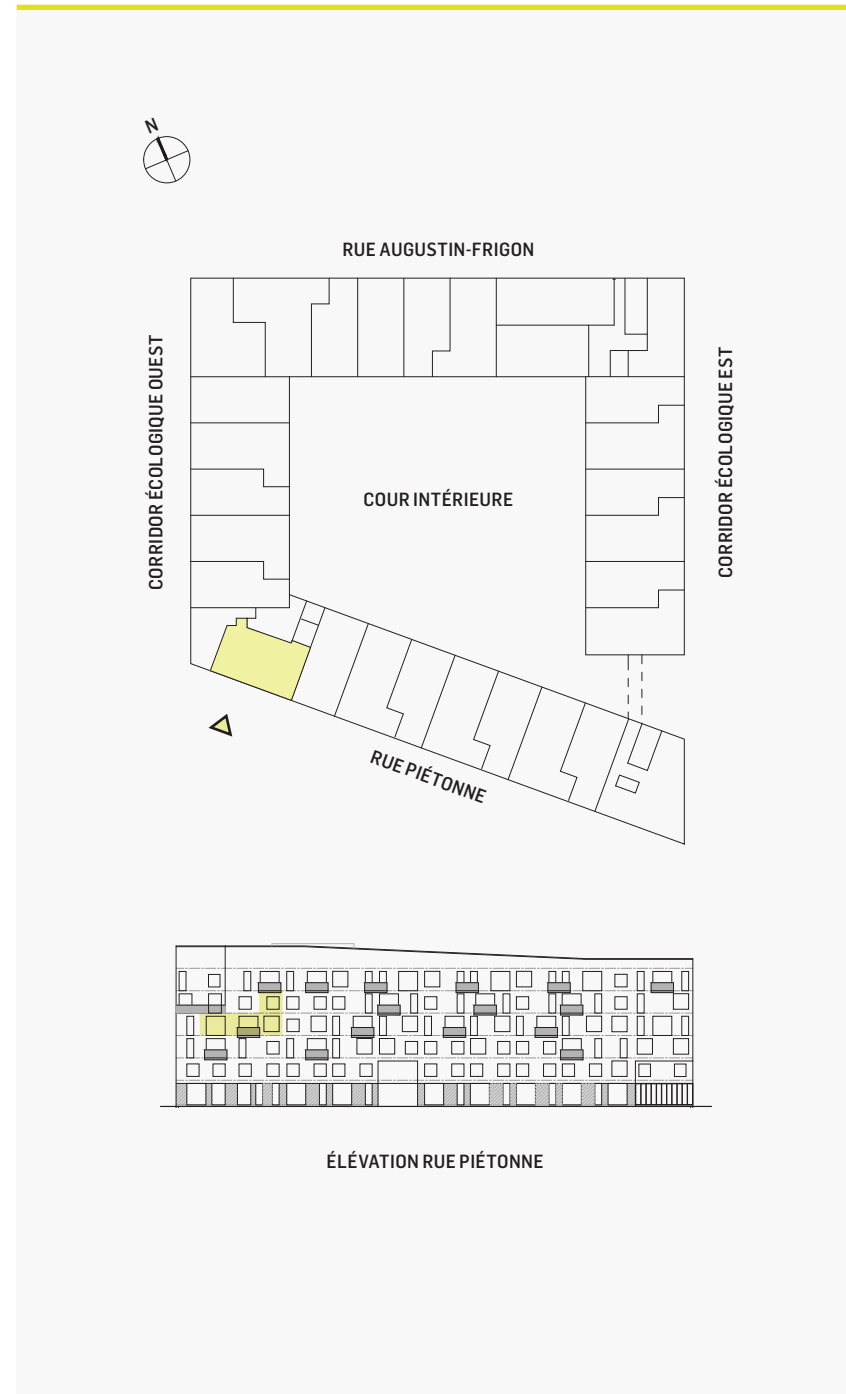 N
RUE AUGUSTIN-FRIGON
CORRIDOR ÉCOLOGIQUE OUEST
CORRIDOR ÉCOLOGIQUE EST
COUR INTÉRIEURE
RUE PIÉTONNE
ÉLÉVATION RUE PIÉTONNE